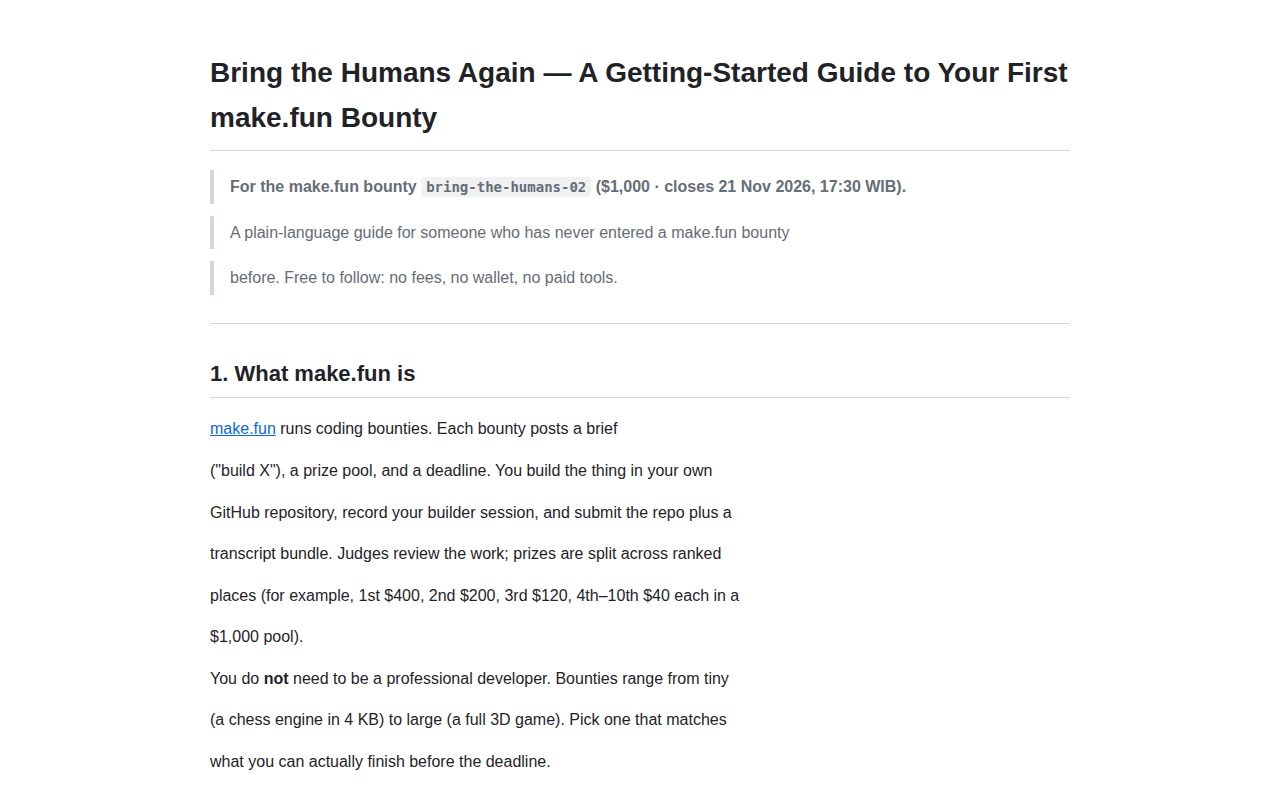 Bring the Humans Again — A Getting-Started Guide to Your First
make.fun Bounty
For the make.fun bounty bring-the-humans-02 ($1,000 · closes 21 Nov 2026, 17:30 WIB).
A plain-language guide for someone who has never entered a make.fun bounty
before. Free to follow: no fees, no wallet, no paid tools.
1. What make.fun is
make.fun runs coding bounties. Each bounty posts a brief
("build X"), a prize pool, and a deadline. You build the thing in your own
GitHub repository, record your builder session, and submit the repo plus a
transcript bundle. Judges review the work; prizes are split across ranked
places (for example, 1st $400, 2nd $200, 3rd $120, 4th–10th $40 each in a
$1,000 pool).
You do not need to be a professional developer. Bounties range from tiny
(a chess engine in 4 KB) to large (a full 3D game). Pick one that matches
what you can actually finish before the deadline.